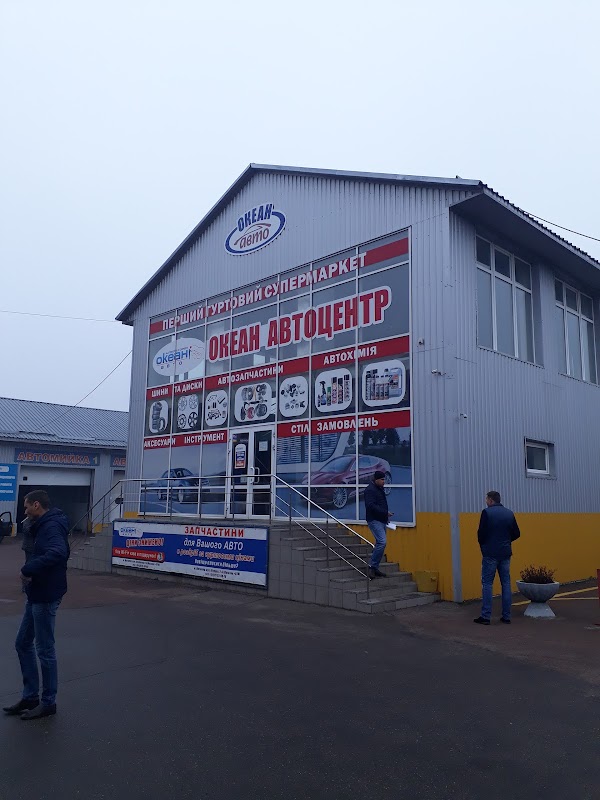 ОКЕАН
авто
ПЕРШИЙ ГУРТОВИЙ СУПЕРМАРКЕТ
ОКЕАН АВТОЦЕНТР
океан
ШИНИ ТА ДИСКИ
АВТОЗАПЧАСТИНИ
АВТОХІМІЯ
АКСЕСУАРИ ІНСТРУМЕНТ
СТІЛ ЗАМОВЛЕНЬ
АВТОМИЙКА 1
ЗАПЧАСТИНИ
для Вашого АВТО